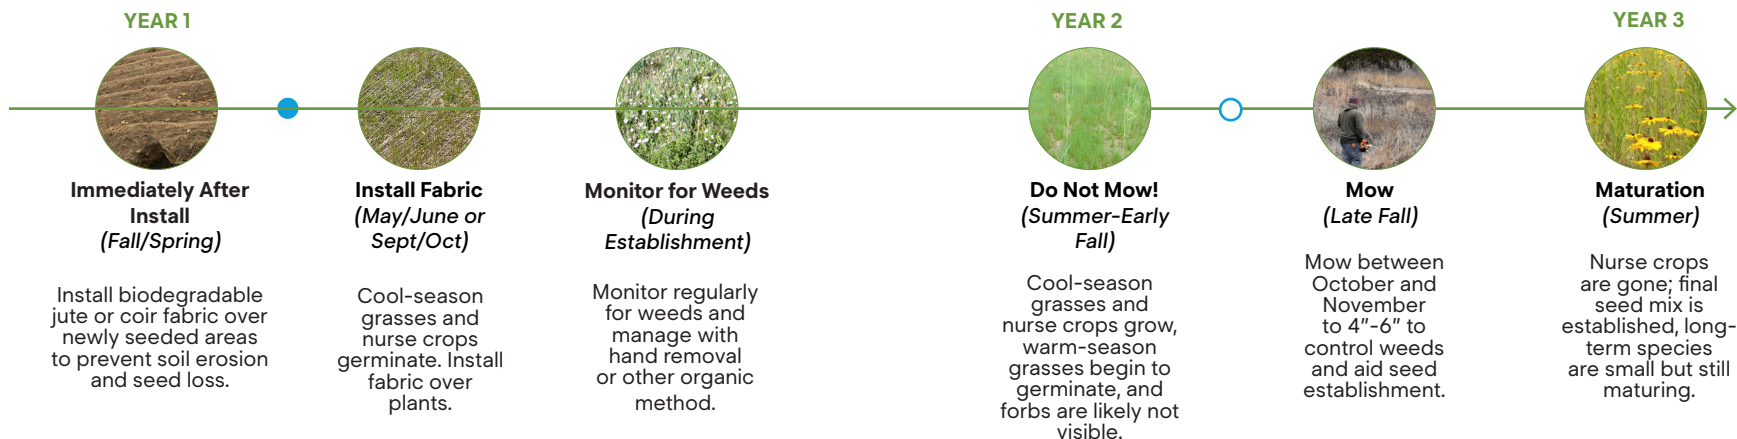 YEAR 1
Immediately After
Install
(Fall/Spring)
Install biodegradable
jute or coir fabric over
newly seeded areas
to prevent soil erosion
and seed loss.
Install Fabric
(May/June or
Sept/Oct)
Cool-season
grasses and
nurse crops
germinate. Install
fabric over
plants.
Monitor for Weeds
(During
Establishment)
Monitor regularly
for weeds and
manage with
hand removal
or other organic
method.
YEAR 2
Do Not Mow!
(Summer-Early
Fall)
Cool-season
grasses and
nurse crops grow,
warm-season
grasses begin to
germinate, and
forbs are likely not
visible.
Mow
(Late Fall)
Mow between
October and
November
to 4”-6” to
control weeds
and aid seed
establishment.
YEAR 3
Maturation
(Summer)
Nurse crops
are gone; final
seed mix is
established, long-
term species
are small but still
maturing.